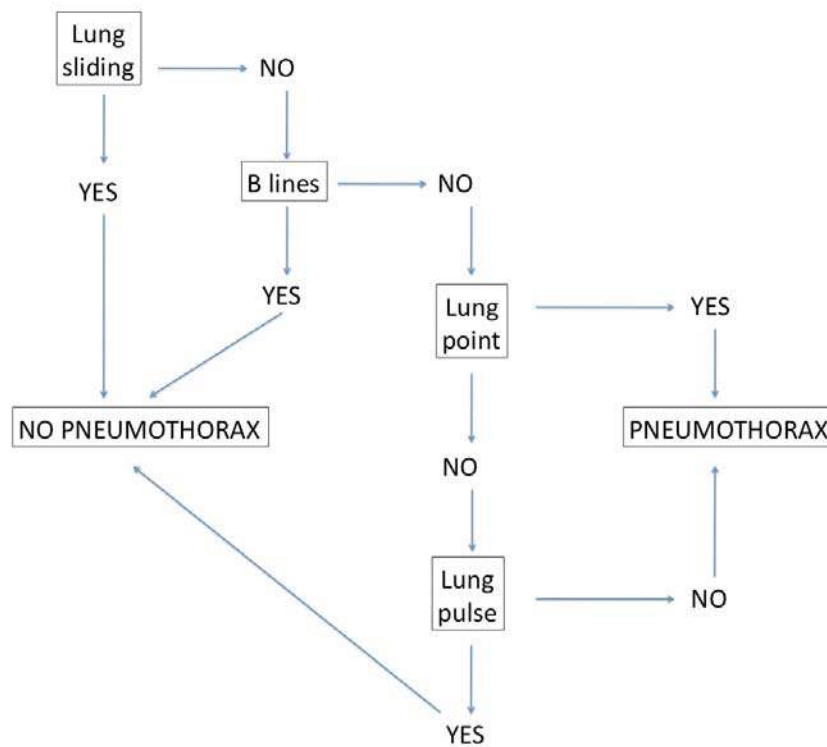 Lung
sliding
NO
YES
B lines
NO
YES
Lung
point
YES
NO PNEUMOTHORAX
PNEUMOTHORAX
NO
Lung
pulse
NO
YES